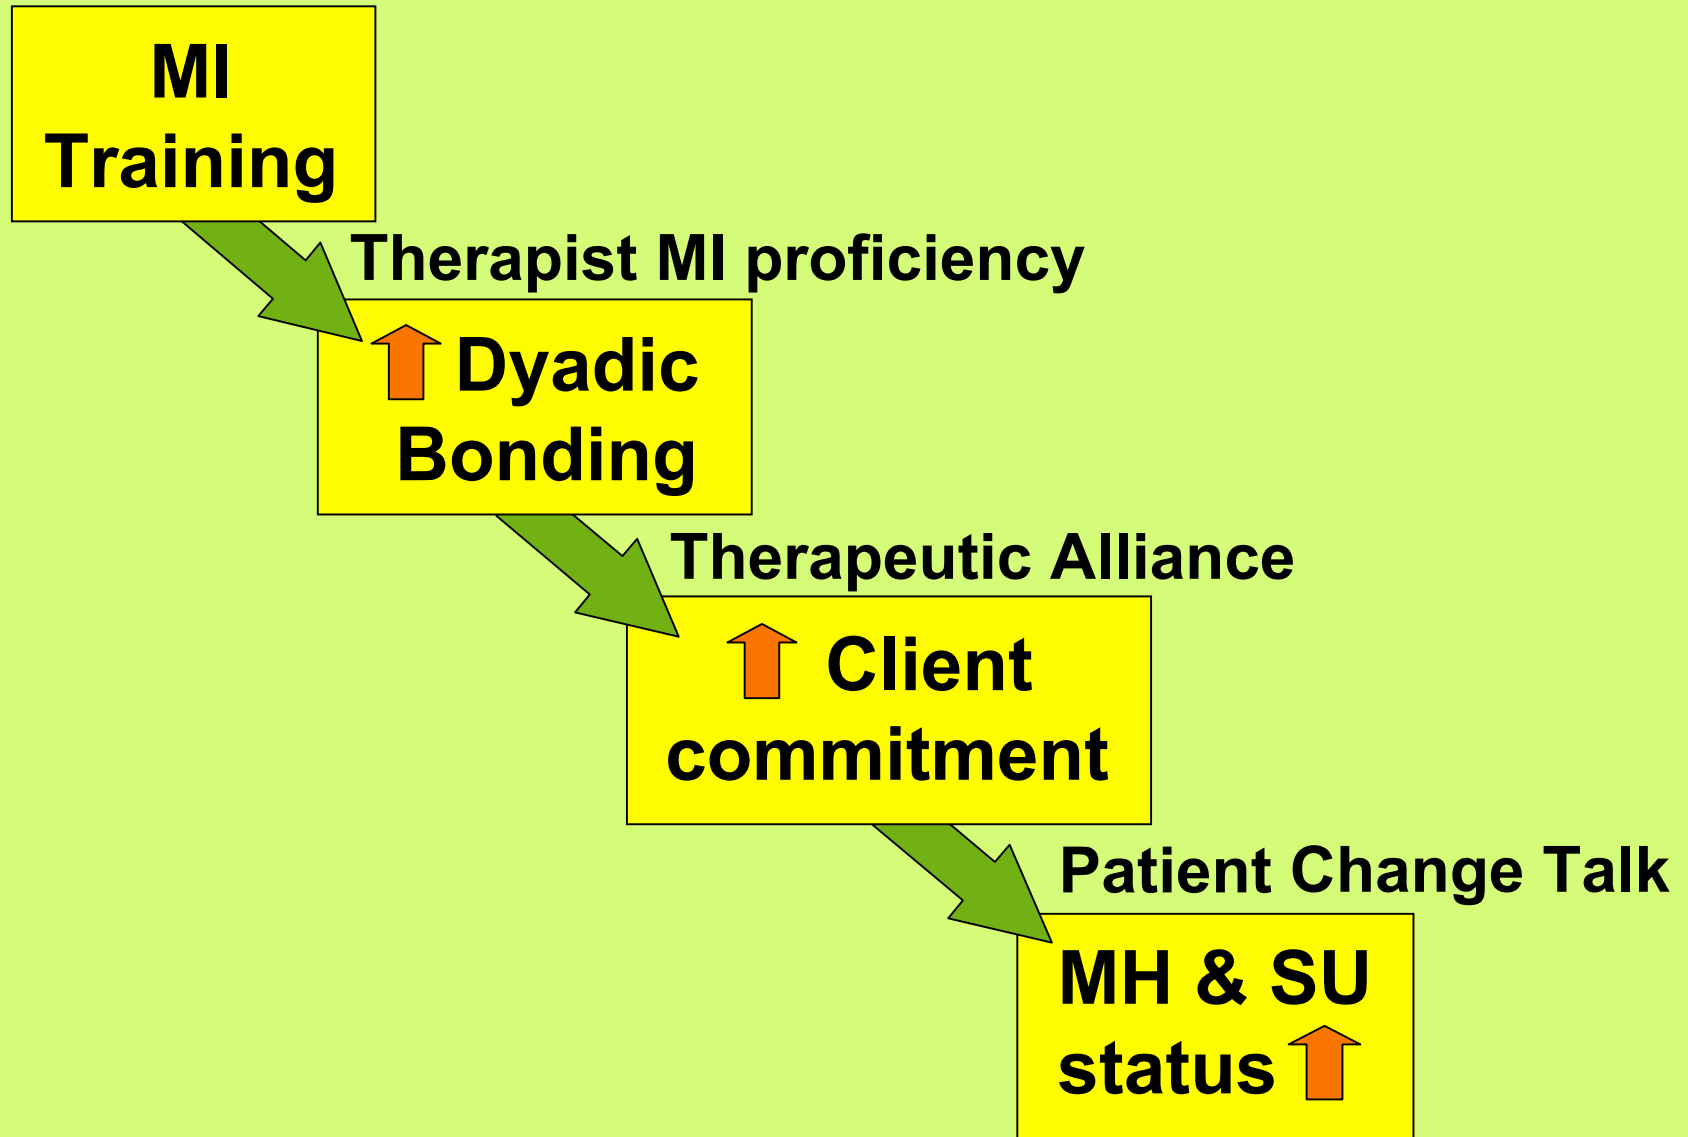 MI
Training
Therapist MI proficiency
Dyadic
Bonding
Therapeutic Alliance
Client
commitment
Patient Change Talk
MH & SU
status